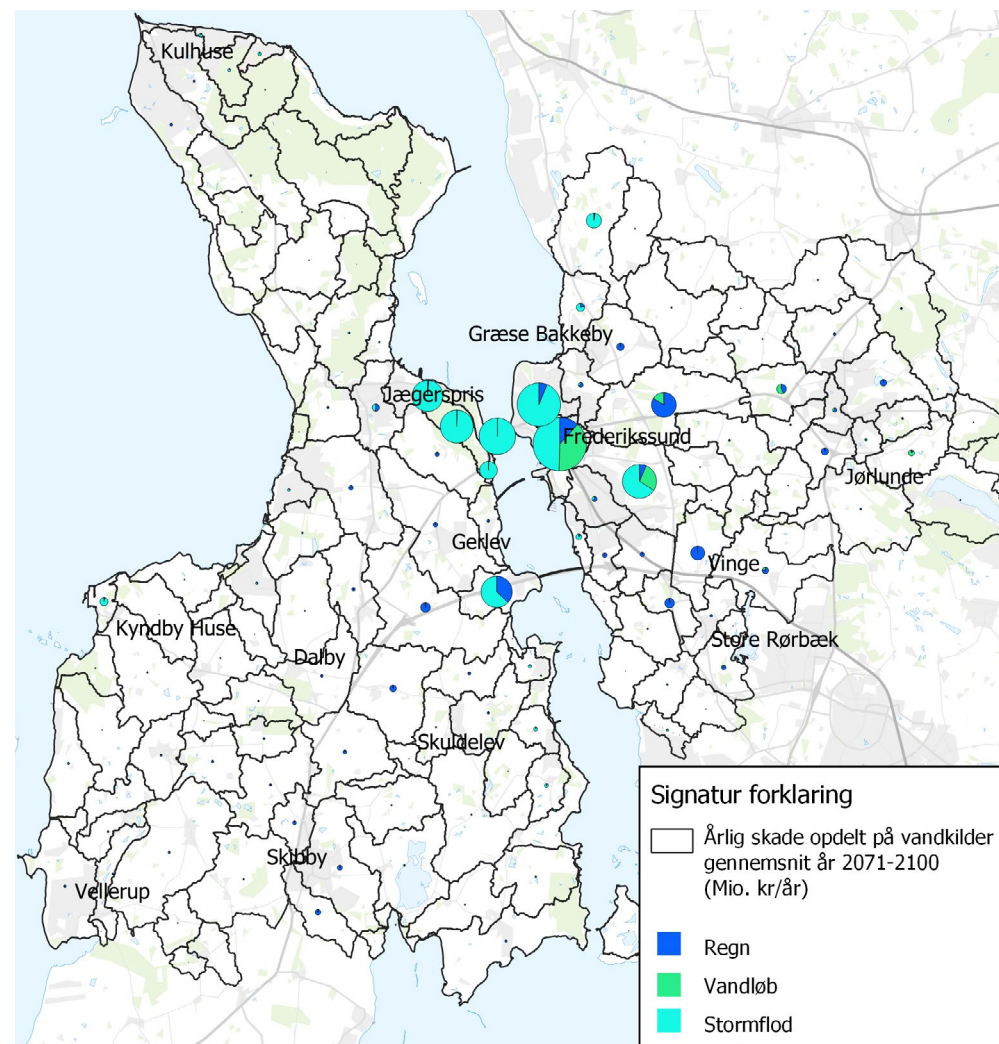 Kulhuse
Græse Bakkeby
Jægerspris
Frederikssund
Jørlunde
Gerlev
Vinge
Kyndby Huse
Store Rørbæk
Dalby
Skuldelev
Skibby
Vellerup
Signatur forklaring
Årlig skade opdelt på vandkilder
gennemsnit år 2071-2100
(Mio. kr/år)
Regn
Vandløb
Stormflod